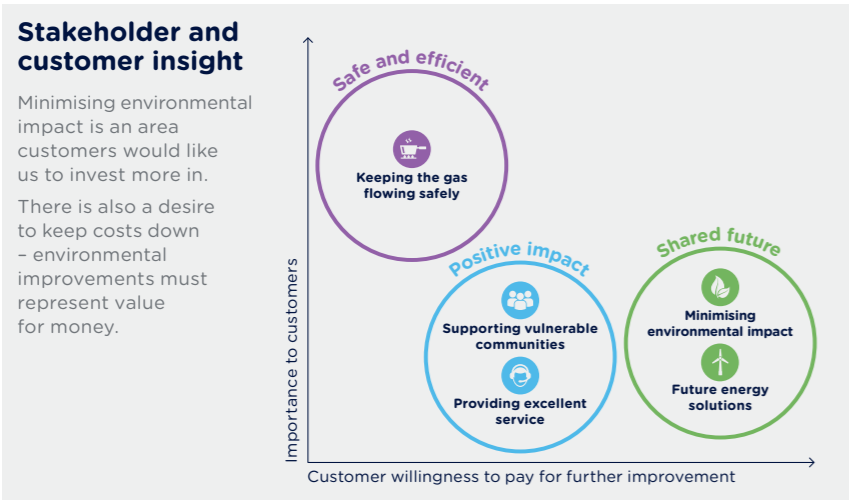 Stakeholder and
customer insight
Minimising environmental
impact is an area
customers would like
us to invest more in.
There is also a desire
to keep costs down
– environmental
improvements must
represent value
for money.
Importance to customers
Safe and efficient
Keeping the gas
flowing safely
Positive impact
Supporting vulnerable
communities
Providing excellent
service
Shared future
Minimising
environmental impact
Future energy
solutions
Customer willingness to pay for further improvement